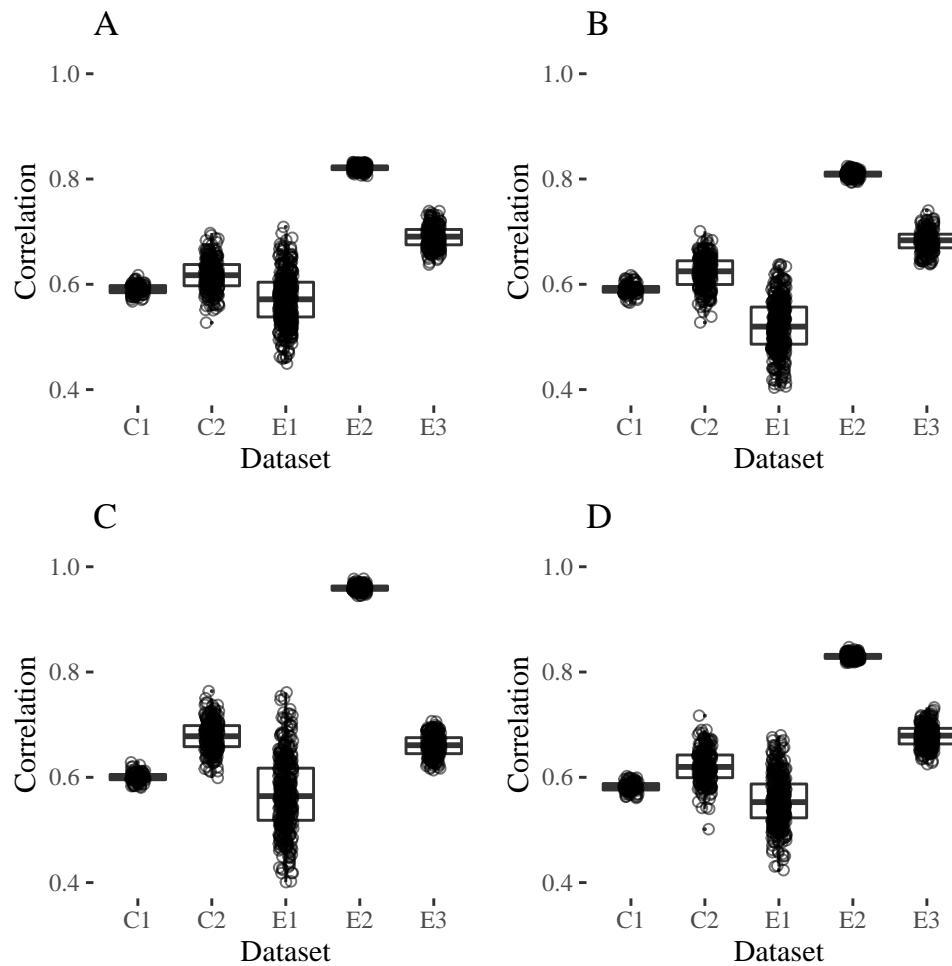 A
Correlation
1.0
0.8
0.6
0.4
C1 C2 E1 E2 E3
Dataset
B
Correlation
1.0
0.8
0.6
0.4
C1 C2 E1 E2 E3
Dataset
C
Correlation
1.0
0.8
0.6
0.4
C1 C2 E1 E2 E3
Dataset
D
Correlation
1.0
0.8
0.6
0.4
C1 C2 E1 E2 E3
Dataset